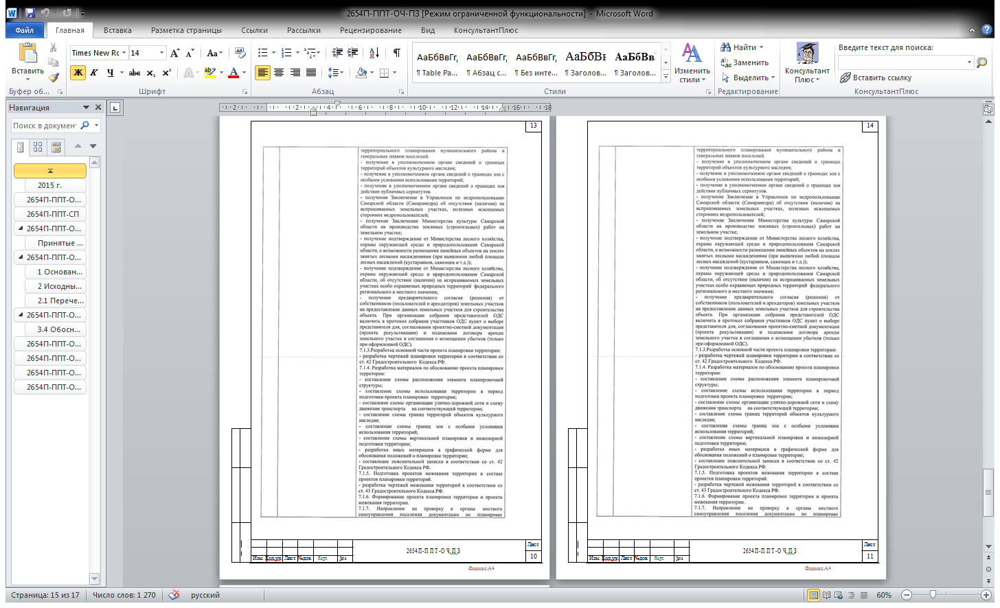 2654П-ППТ-ОЧ-ПЗ [Режим ограниченной функциональности] - Microsoft Word
Файл Главная Вставка Разметка страницы Ссылки Рассылки Рецензирование Вид КонсультантПлюс
Вставить
Буфер об...
Times New Rc 14
Ж К Ч abc x₂ x²
Шрифт
Абзац
АаБбВвГг, АаБбВвГг, АаБбВвГг, АаБбВі АаБбВв.
¶ Table Pa... ¶ Абзац с... ¶ Без инте... ¶ Заголов... ¶ Заголов...
Стили
Изменить стили
Найти
Заменить
Выделить
Редактирование
Консультант Плюс
Введите текст для поиска:
Вставить ссылку
КонсультантПлюс
Навигация
Поиск в документ
2015 г.
2654П-ППТ-О...
2654П-ППТ-СП
2654П-ППТ-О...
Принятые ...
2654П-ППТ-О...
1 Основан...
2 Исходны...
2.1 Перече...
2654П-ППТ-О...
3.4 Обосн...
2654П-ППТ-О...
2654П-ППТ-О...
2654П-ППТ-О...
2654П-ППТ-О...
2 2 4 6 8 10 12 14 16 18
13
территориального планирования муниципального района и
генеральных планов поселений.
- получение в уполномоченном органе сведений о границах
территорий объектов культурного наследия;
- получение в уполномоченном органе сведений о границах зон с
особыми условиями использования территорий;
- получение в уполномоченном органе сведений о границах зон
действия публичных сервитутов.
- получение Заключение в Управлении по недропользованию
Самарской области (Самаранедра) об отсутствии (наличии) на
испрашиваемых земельных участках, полезных ископаемых
сторонних недропользователей;
- получение Заключение Министерства культуры Самарской
области на производство земляных (строительных) работ на
земельном участке;
- получение подтверждение от Министерства лесного хозяйства,
охраны окружающей среды и природопользования Самарской
области, о возможности размещения линейных объектов на землях
занятых лесными насаждениями (при выявлении любой площади
лесных насаждений (кустарников, саженцев и т.д.));
- получение подтверждение от Министерства лесного хозяйства,
охраны окружающей среды и природопользования Самарской
области, об отсутствии (наличии) на испрашиваемых земельных
участках особо охраняемых природных территорий федерального
регионального и местного значения;
- получение предварительного согласия (решения) от
собственников (пользователей и арендаторов) земельных участков
на предоставление данных земельных участков для строительства
объекта. При организации собрания представителей ОДС
включить в протокол собрания участников ОДС пункт о выборе
представителя для, согласования проектно-сметной документации
(проекта рекультивации) и подписания договора аренды
земельного участка и соглашения о возмещении убытков (только
при оформленной ОДС).
7.1.3.Разработка основной части проекта планировки территории:
- разработка чертежей планировки территории в соответствии со
ст. 42 Градостроительного Кодекса РФ.
7.1.4. Разработка материалов по обоснованию проекта планировки
территории:
- составление схемы расположения элемента планировочной
структуры;
- составление схемы использования территории в период
подготовки проекта планировки территории;
- составление схемы организации улично-дорожной сети и схему
движения транспорта на соответствующей территории;
- составление схемы границ территорий объектов культурного
наследия;
- составление схемы границ зон с особыми условиями
использования территорий;
- составление схемы вертикальной планировки и инженерной
подготовки территории;
- разработка иных материалов в графической форме для
обоснования положений о планировке территории;
- составление пояснительной записки в соответствии со ст. 42
Градостроительного Кодекса РФ.
7.1.5. Подготовка проектов межевания территории в составе
проектов планировки территорий.
- разработка чертежей межевания территорий в соответствии со
ст. 43 Градостроительного Кодекса РФ.
7.1.6. Формирование проекта планировки территории и проекта
межевания территории.
7.1.7. Направление на проверку в органы местного
самоуправления поселения документации по планировке
Изм. Кол.уч. Лист №док Подп. Дата
2654П-ППТ-ОЧ.ПЗ
Лист
10
Формат А4
14
территориального планирования муниципального района и
генеральных планов поселений.
- получение в уполномоченном органе сведений о границах
территорий объектов культурного наследия;
- получение в уполномоченном органе сведений о границах зон с
особыми условиями использования территорий;
- получение в уполномоченном органе сведений о границах зон
действия публичных сервитутов.
- получение Заключение в Управлении по недропользованию
Самарской области (Самаранедра) об отсутствии (наличии) на
испрашиваемых земельных участках, полезных ископаемых
сторонних недропользователей;
- получение Заключение Министерства культуры Самарской
области на производство земляных (строительных) работ на
земельном участке;
- получение подтверждение от Министерства лесного хозяйства,
охраны окружающей среды и природопользования Самарской
области, о возможности размещения линейных объектов на землях
занятых лесными насаждениями (при выявлении любой площади
лесных насаждений (кустарников, саженцев и т.д.));
- получение подтверждение от Министерства лесного хозяйства,
охраны окружающей среды и природопользования Самарской
области, об отсутствии (наличии) на испрашиваемых земельных
участках особо охраняемых природных территорий федерального
регионального и местного значения;
- получение предварительного согласия (решения) от
собственников (пользователей и арендаторов) земельных участков
на предоставление данных земельных участков для строительства
объекта. При организации собрания представителей ОДС
включить в протокол собрания участников ОДС пункт о выборе
представителя для, согласования проектно-сметной документации
(проекта рекультивации) и подписания договора аренды
земельного участка и соглашения о возмещении убытков (только
при оформленной ОДС).
7.1.3.Разработка основной части проекта планировки территории:
- разработка чертежей планировки территории в соответствии со
ст. 42 Градостроительного Кодекса РФ.
7.1.4. Разработка материалов по обоснованию проекта планировки
территории:
- составление схемы расположения элемента планировочной
структуры;
- составление схемы использования территории в период
подготовки проекта планировки территории;
- составление схемы организации улично-дорожной сети и схему
движения транспорта на соответствующей территории;
- составление схемы границ территорий объектов культурного
наследия;
- составление схемы границ зон с особыми условиями
использования территорий;
- составление схемы вертикальной планировки и инженерной
подготовки территории;
- разработка иных материалов в графической форме для
обоснования положений о планировке территории;
- составление пояснительной записки в соответствии со ст. 42
Градостроительного Кодекса РФ.
7.1.5. Подготовка проектов межевания территории в составе
проектов планировки территорий.
- разработка чертежей межевания территорий в соответствии со
ст. 43 Градостроительного Кодекса РФ.
7.1.6. Формирование проекта планировки территории и проекта
межевания территории.
7.1.7. Направление на проверку в органы местного
самоуправления поселения документации по планировке
Изм. Кол.уч. Лист №док Подп. Дата
2654П-ППТ-ОЧ.ПЗ
Лист
11
Формат А4
Страница: 15 из 17 Число слов: 1 270 русский 60%